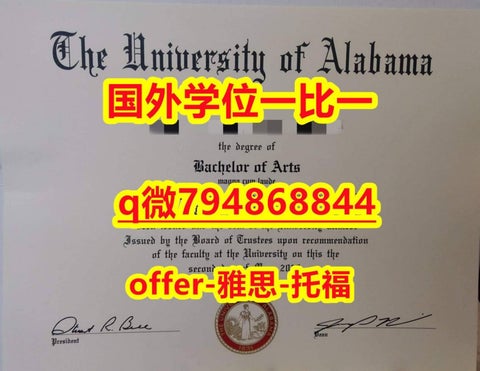 The University of Alabama
国外学位一比一
the degree of
Bachelor of Arts
magna cum laude
q微794868844
Issued by the Board of Trustees upon recommendation
of the faculty at the University on this the
offer-雅思-托福
President
Dean